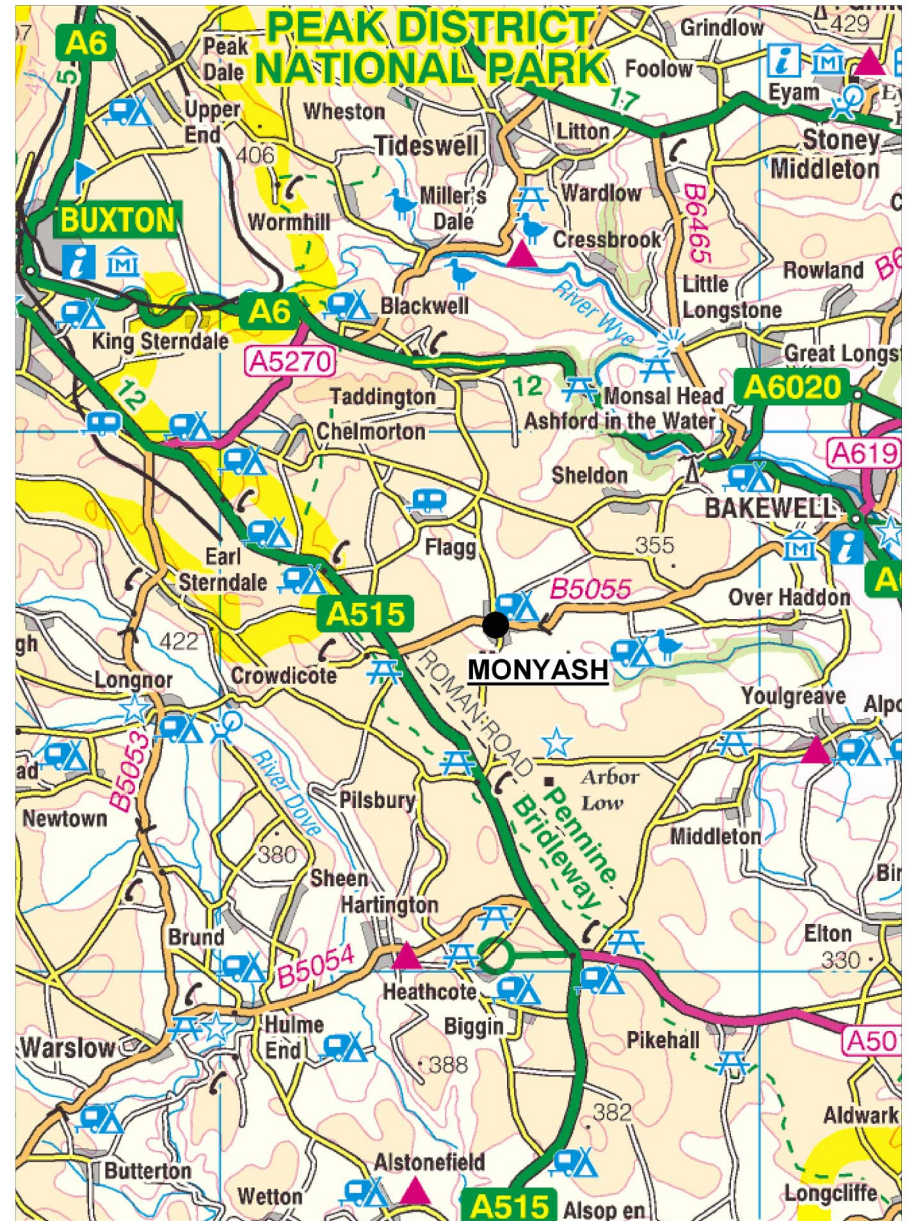 PEAK DISTRICT
NATIONAL PARK
A6
5
Peak
Dale
Grindlow
429
Foolow
Eyam
Upper
End
Wheston
17
Tideswell
Litton
Stoney
Middleton
406
Miller's
Dale
Wardlow
B6465
BUXTON
Wormhill
Cressbrook
River Wye
Little
Longstone
Rowland
A6
Blackwell
King Sterndale
A5270
Great Longst
12
Taddington
12
Monsal Head
A6020
Chelmorton
Ashford in the Water
A619
Sheldon
BAKEWELL
Flagg
355
Earl
Sterndale
B5055
Over Haddon
A515
422
Crowdicote
MONYASH
Longnor
ROMAN ROAD
Youlgreave
Alpo
B5053
River Dove
Arbor
Low
Newtown
Pilsbury
Pennine
Bridleway
Middleton
380
Sheen
Hartington
Brund
B5054
Elton
330
Heathcote
Biggin
Hulme
End
Pikehall
A501
Warslow
388
382
Aldwark
Butterton
Alstonefield
Wetton
A515
Alsop en
Longcliffe